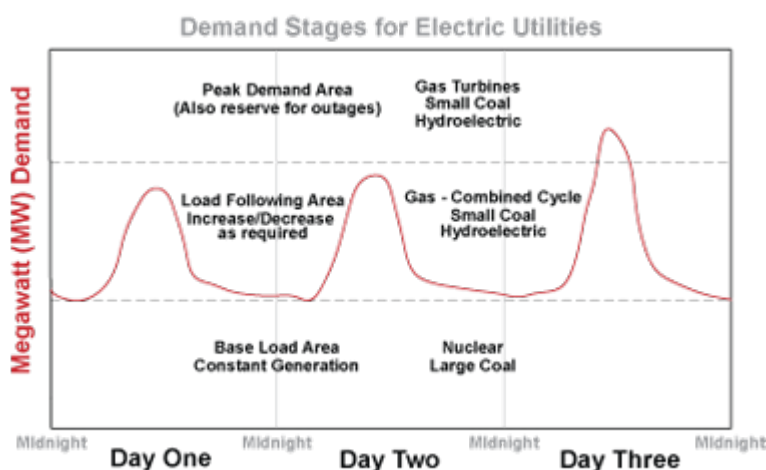 Demand Stages for Electric Utilities
Megawatt (MW) Demand
Peak Demand Area
(Also reserve for outages)
Gas Turbines
Small Coal
Hydroelectric
Load Following Area
Increase/Decrease
as required
Gas - Combined Cycle
Small Coal
Hydroelectric
Base Load Area
Constant Generation
Nuclear
Large Coal
Midnight
Midnight
Midnight
Midnight
Day One
Day Two
Day Three